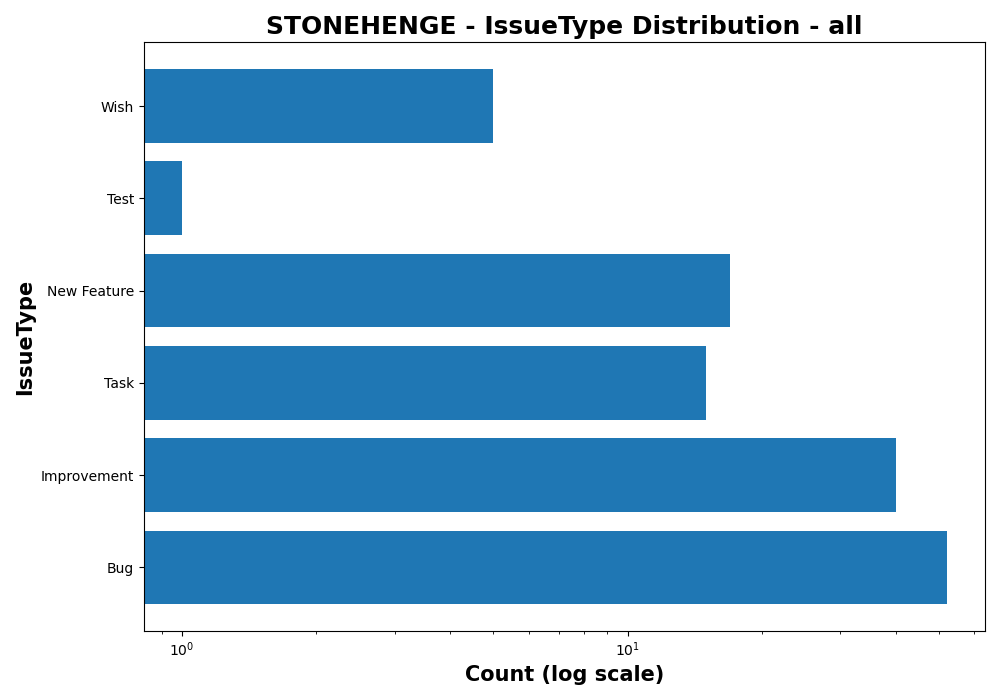 STONEHENGE - IssueType Distribution - all
IssueType
Wish
Test
New Feature
Task
Improvement
Bug
10⁰
10¹
Count (log scale)